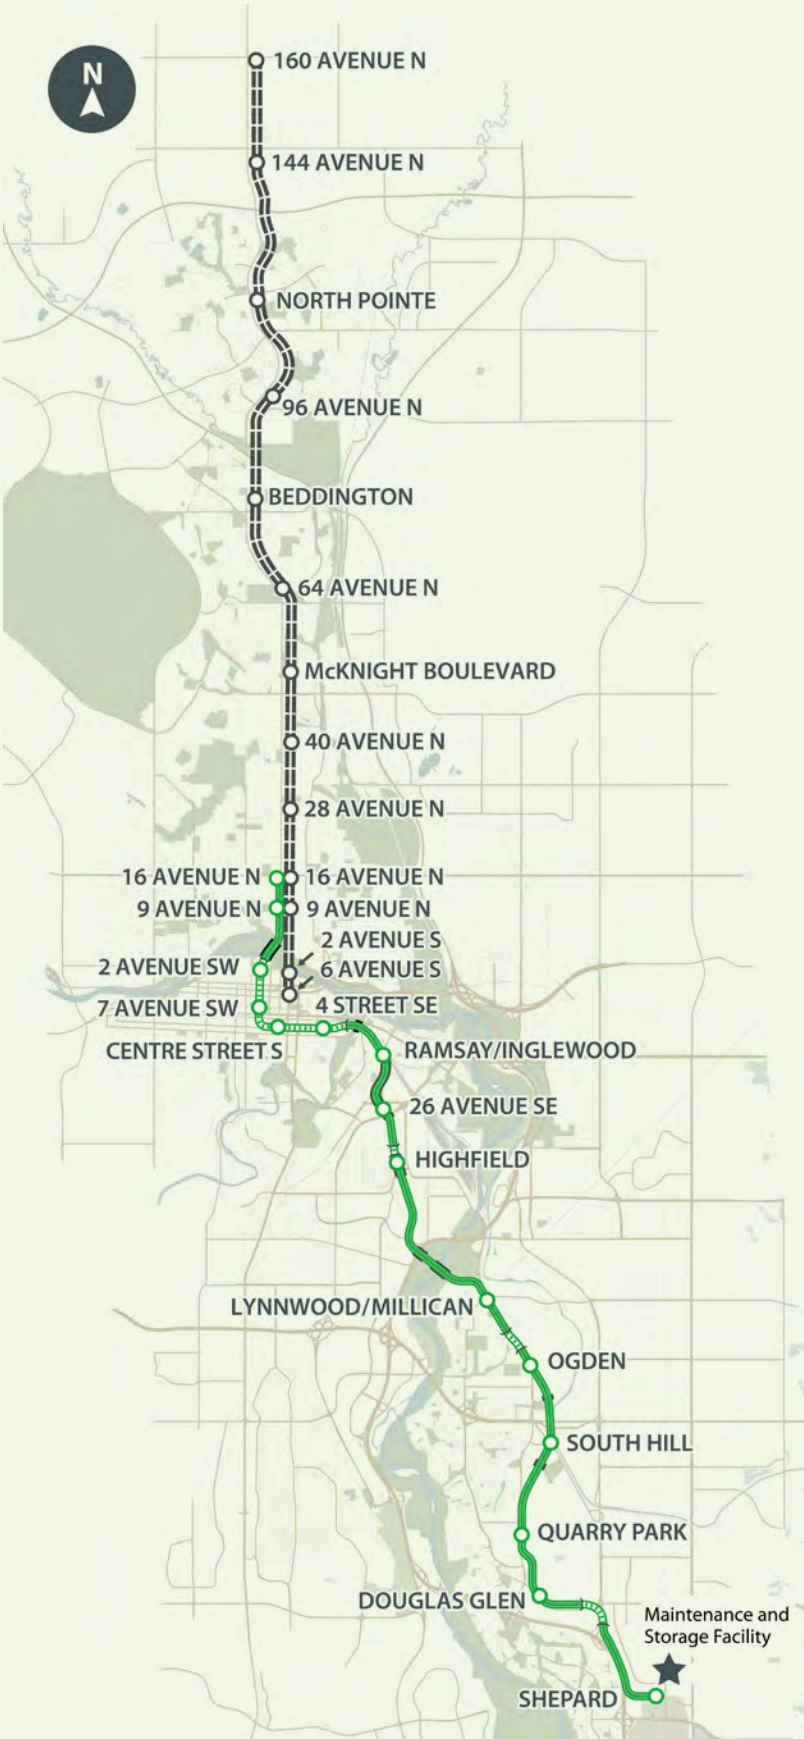 N
160 AVENUE N
144 AVENUE N
NORTH POINTE
96 AVENUE N
BEDDINGTON
64 AVENUE N
McKNIGHT BOULEVARD
40 AVENUE N
28 AVENUE N
16 AVENUE N
16 AVENUE N
9 AVENUE N
9 AVENUE N
2 AVENUE S
2 AVENUE SW
6 AVENUE S
7 AVENUE SW
4 STREET SE
CENTRE STREET S
RAMSAY/INGLEWOOD
26 AVENUE SE
HIGHFIELD
LYNNWOOD/MILLICAN
OGDEN
SOUTH HILL
QUARRY PARK
DOUGLAS GLEN
Maintenance and
Storage Facility
SHEPARD